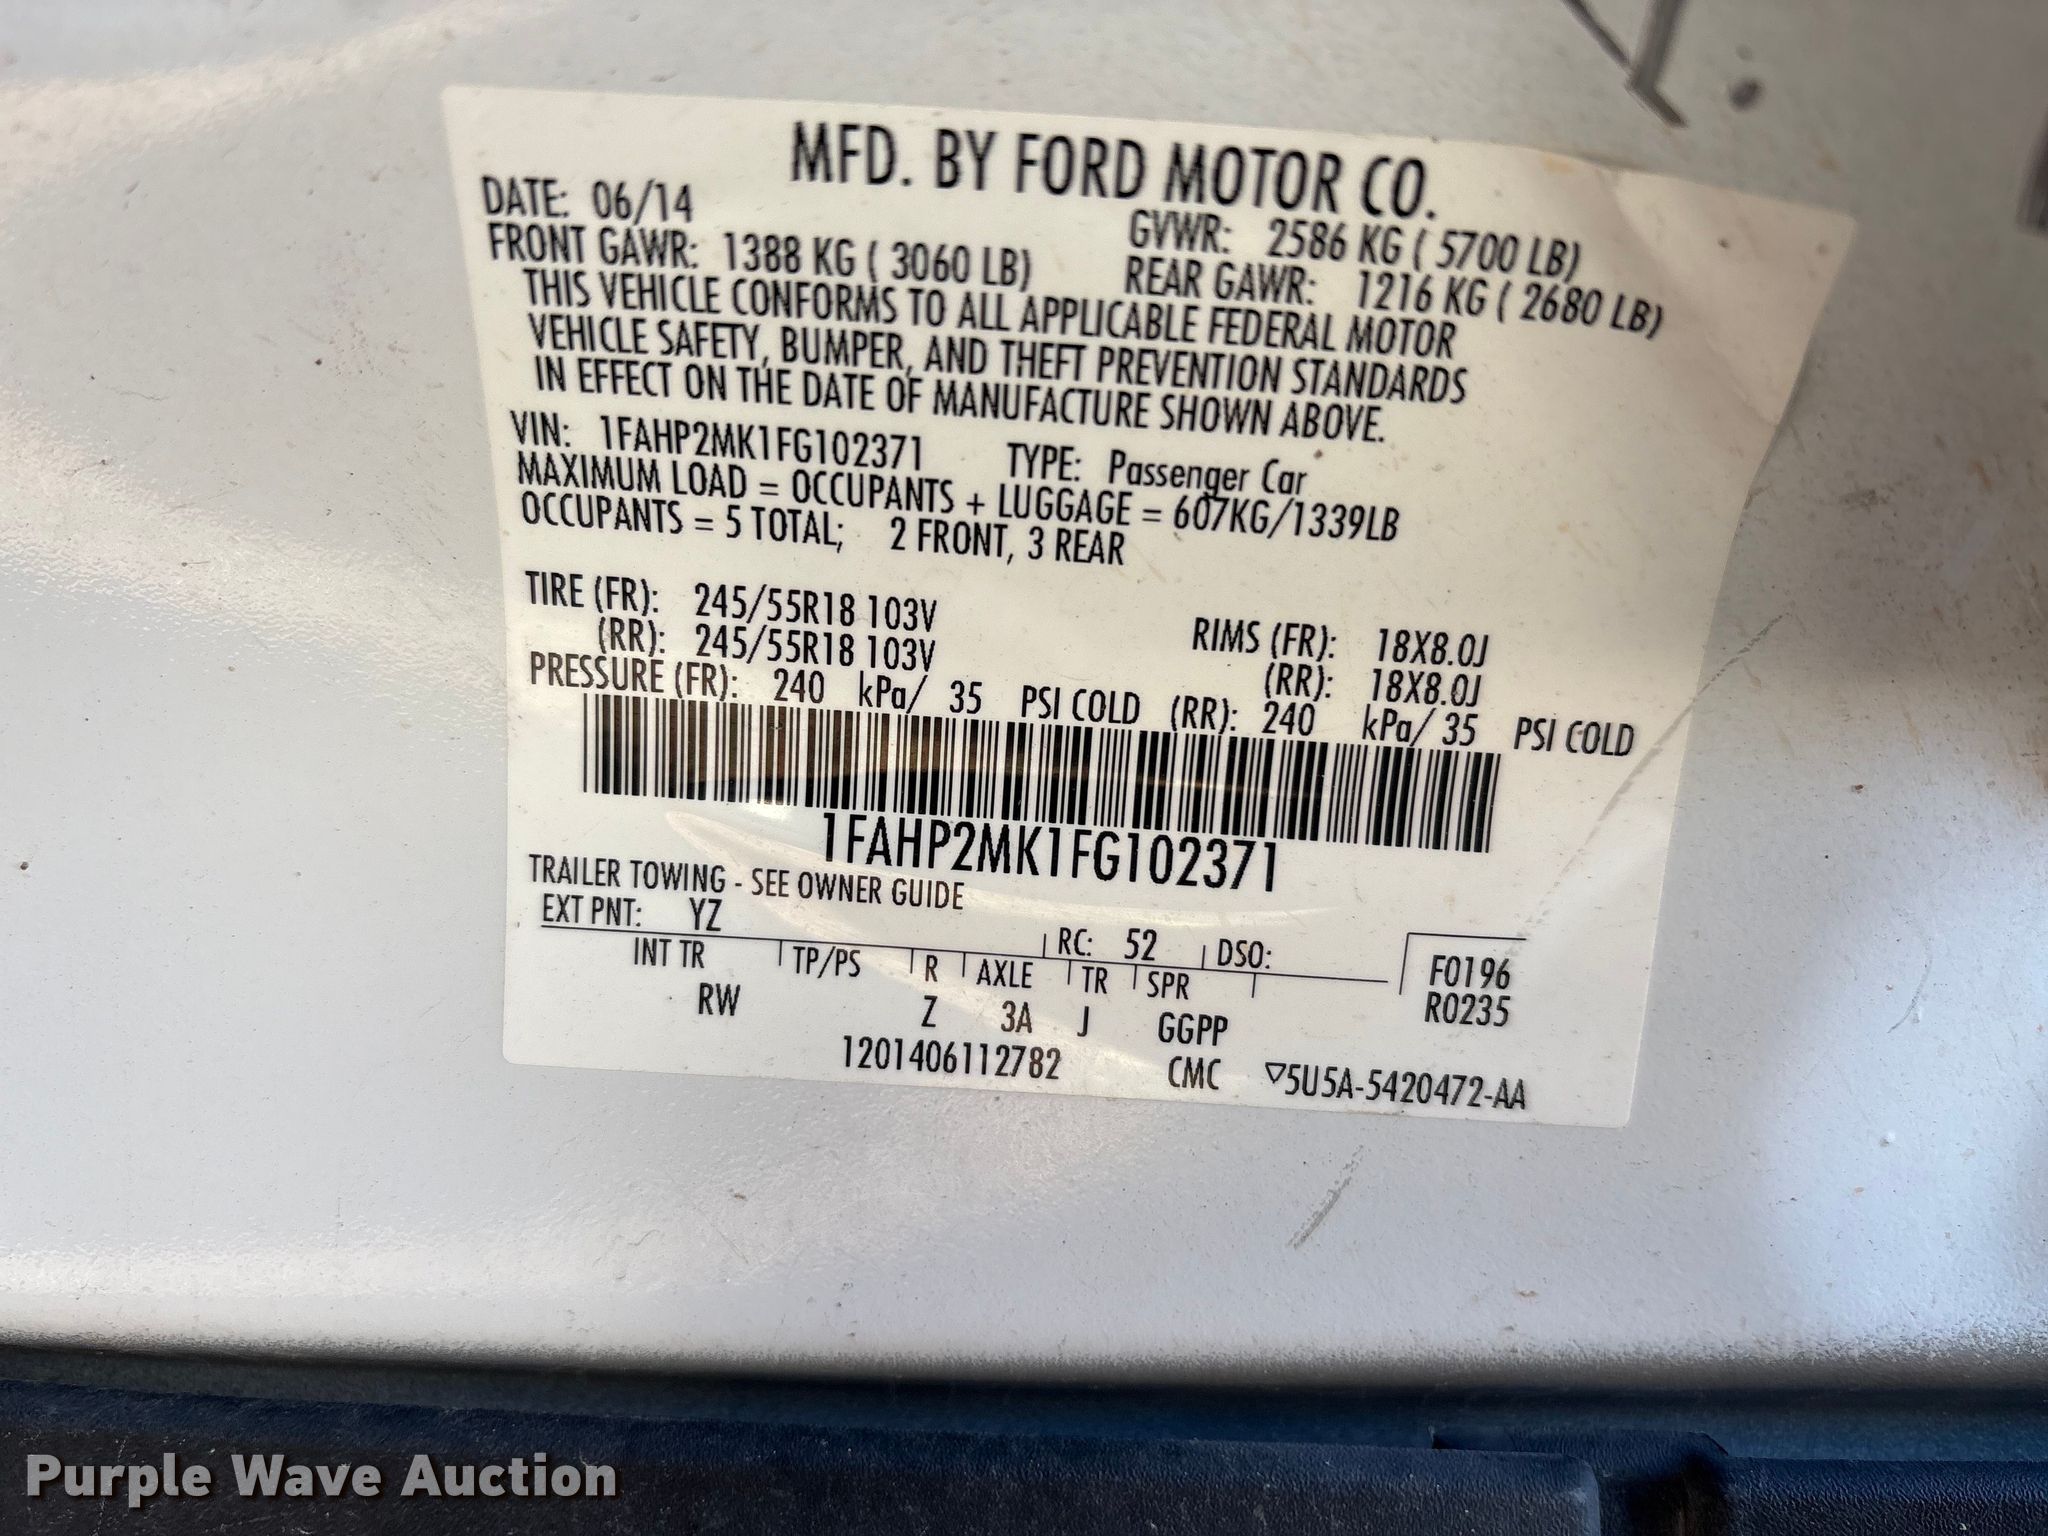 MFD. BY FORD MOTOR CO.
DATE: 06/14 GVWR: 2586 KG ( 5700 LB)
FRONT GAWR: 1388 KG ( 3060 LB) REAR GAWR: 1216 KG ( 2680 LB)
THIS VEHICLE CONFORMS TO ALL APPLICABLE FEDERAL MOTOR
VEHICLE SAFETY, BUMPER, AND THEFT PREVENTION STANDARDS
IN EFFECT ON THE DATE OF MANUFACTURE SHOWN ABOVE.
VIN: 1FAHP2MK1FG102371 TYPE: Passenger Car
MAXIMUM LOAD = OCCUPANTS + LUGGAGE = 607KG/1339LB
OCCUPANTS = 5 TOTAL; 2 FRONT, 3 REAR
TIRE (FR): 245/55R18 103V RIMS (FR): 18X8.0J
(RR): 245/55R18 103V (RR): 18X8.0J
PRESSURE (FR): 240 kPa/ 35 PSI COLD (RR): 240 kPa/ 35 PSI COLD
1FAHP2MK1FG102371
TRAILER TOWING - SEE OWNER GUIDE
EXT PNT: YZ RC: 52 DSO:
INT TR TP/PS R AXLE TR SPR F0196
RW Z 3A J GGPP R0235
1201406112782 CMC ▽5U5A-5420472-AA
Purple Wave Auction